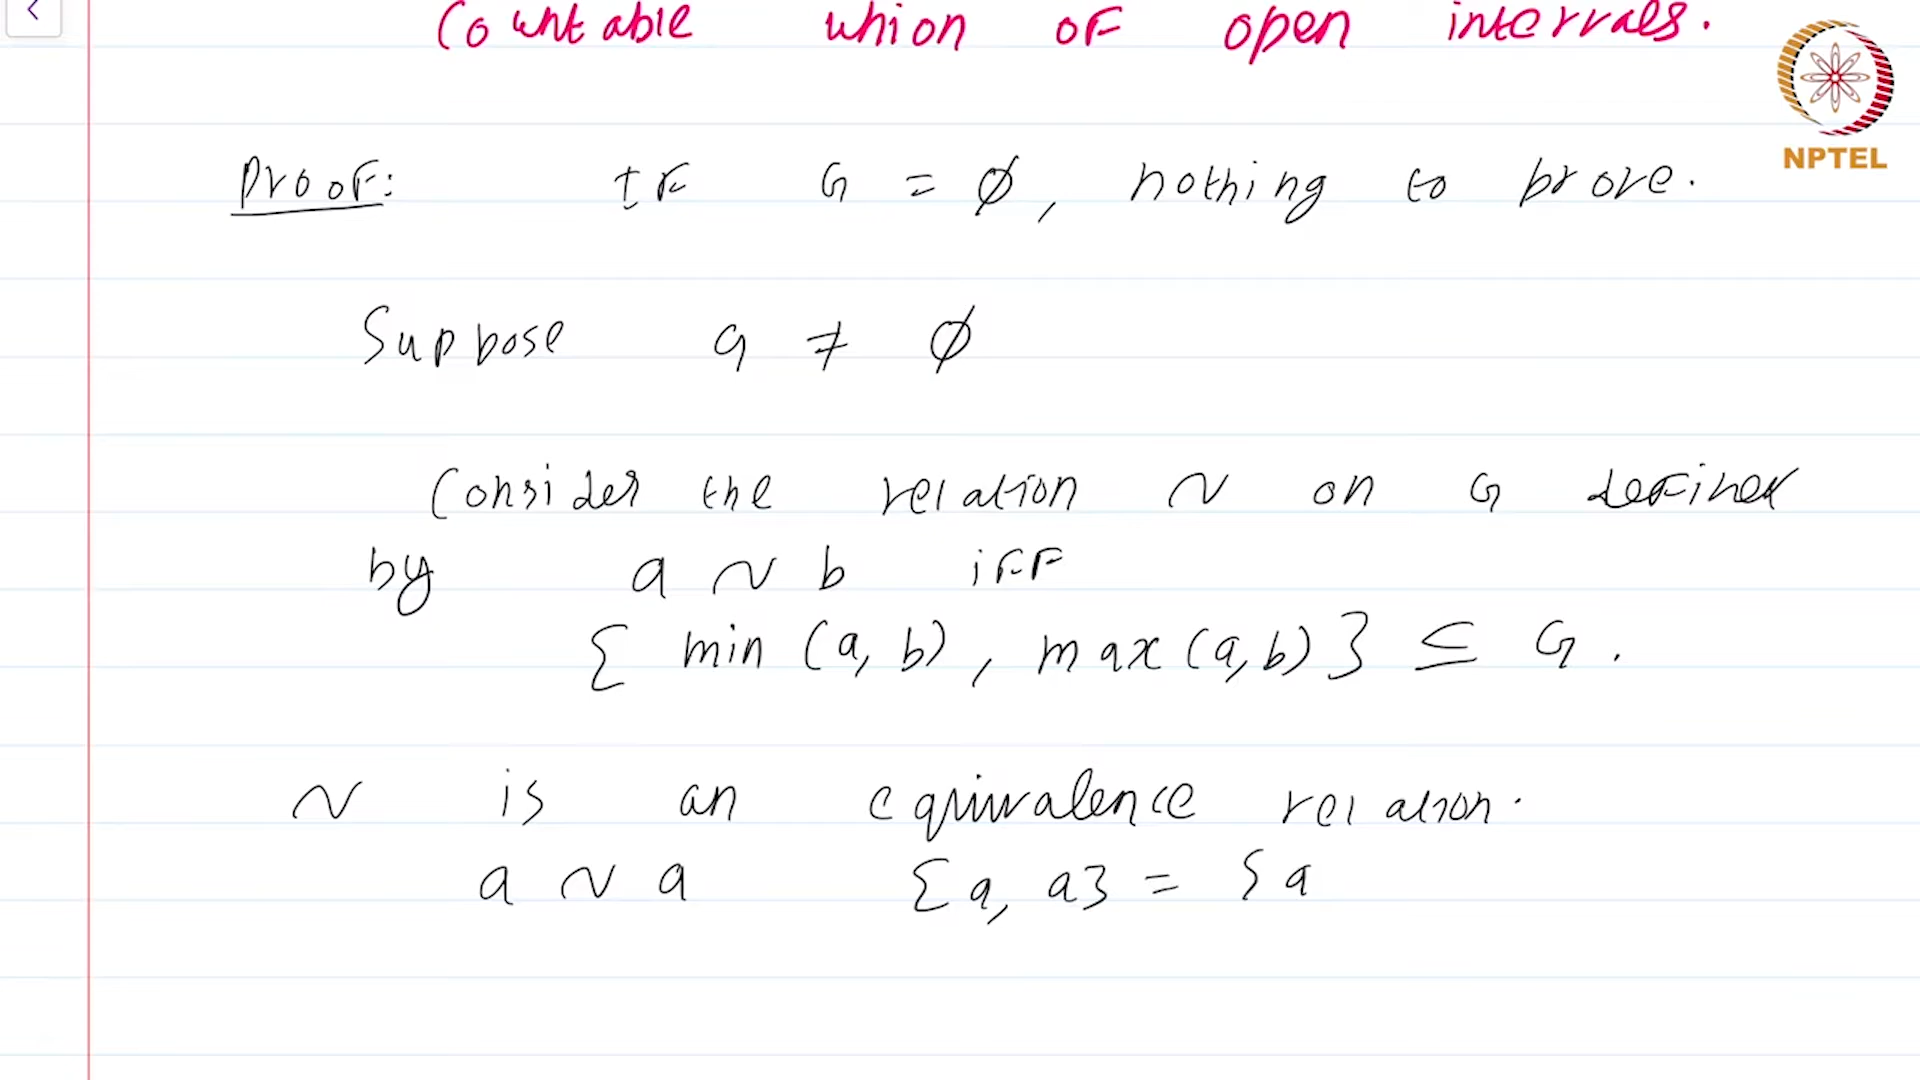 Countable union of open intervals.
NPTEL
Proof: If G = ∅, nothing to prove.
Suppose G ≠ ∅
Consider the relation ~ on G defined
by a ~ b iff
{ min (a, b), max (a, b) } ⊆ G .
~ is an equivalence relation.
a ~ a {a, a} = {a